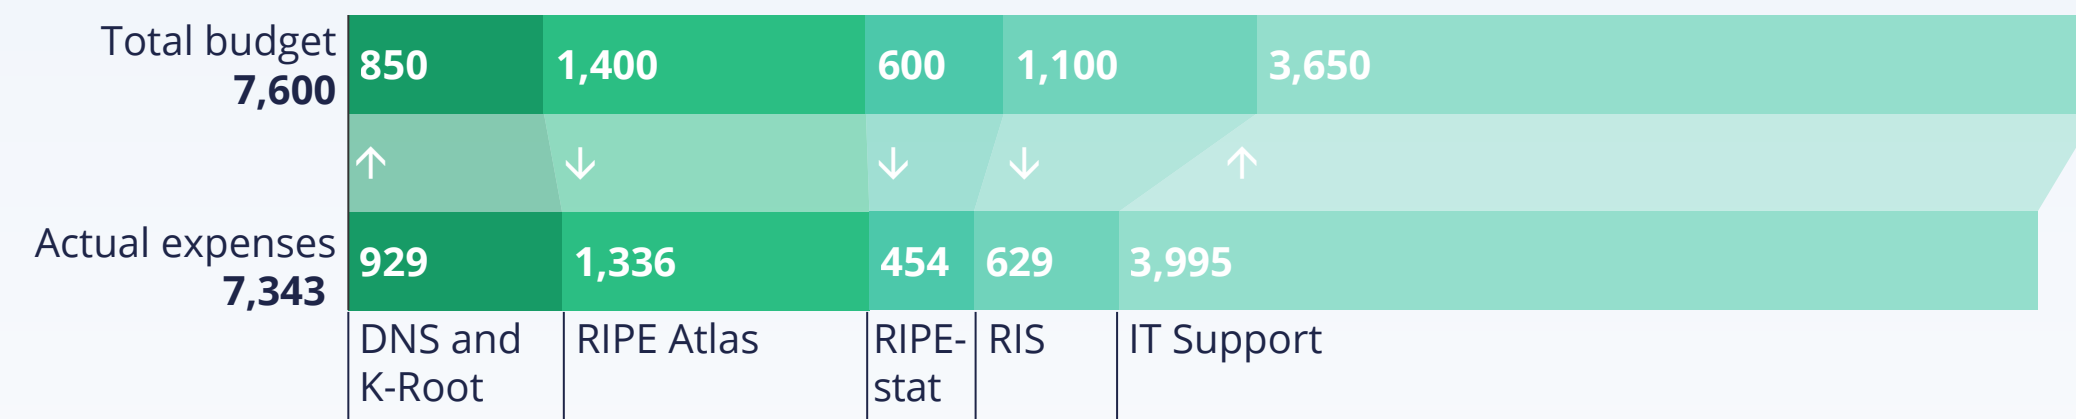 Total budget
7,600
850
1,400
600
1,100
3,650
↑
↓
↓
↓
↑
Actual expenses
7,343
929
1,336
454
629
3,995
DNS and
K-Root
RIPE Atlas
RIPE-
stat
RIS
IT Support